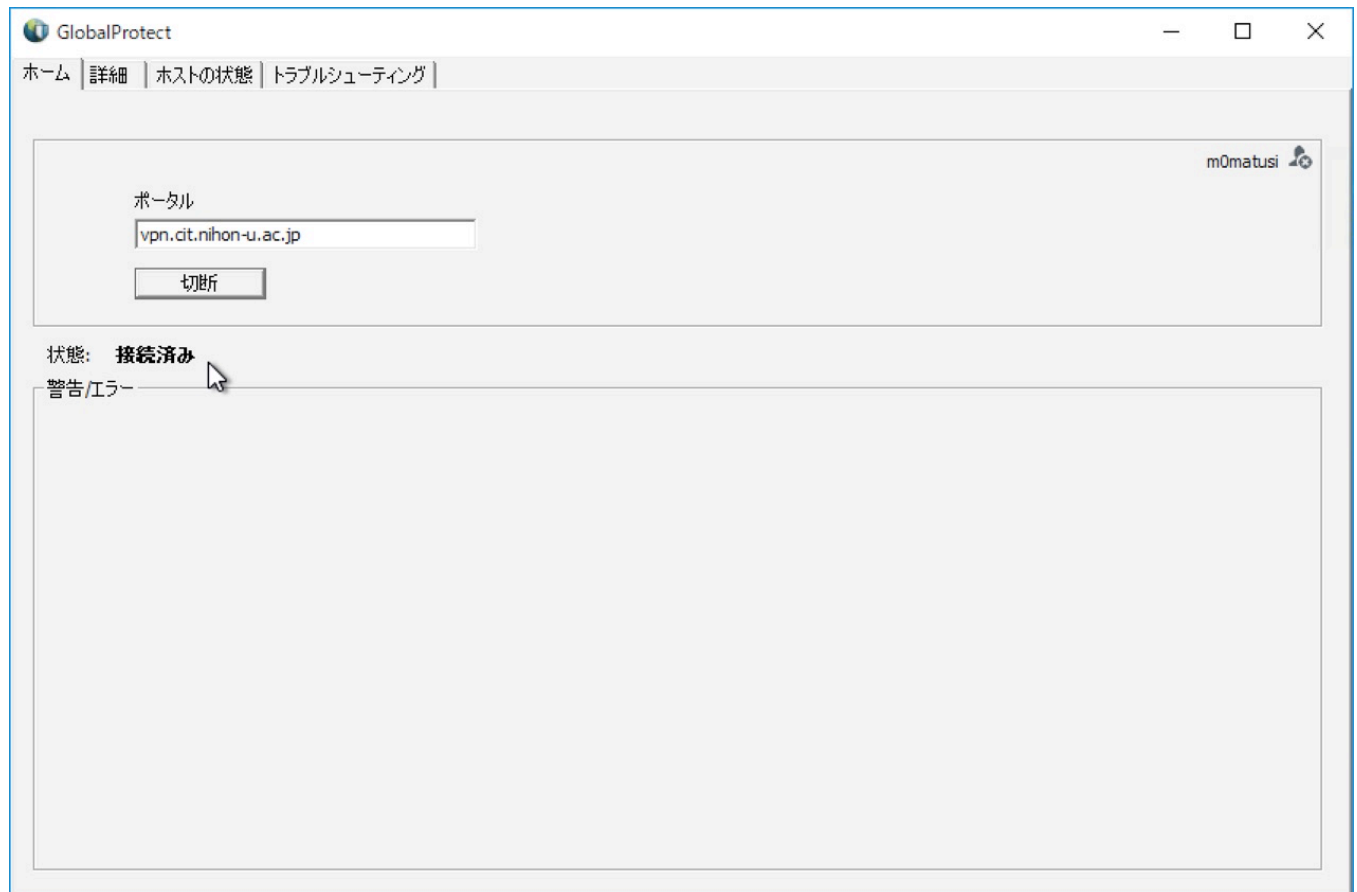 GlobalProtect
ホーム 詳細 ホストの状態 トラブルシューティング
m0matusi
ポータル
vpn.cit.nihon-u.ac.jp
切断
状態: 接続済み
警告/エラー